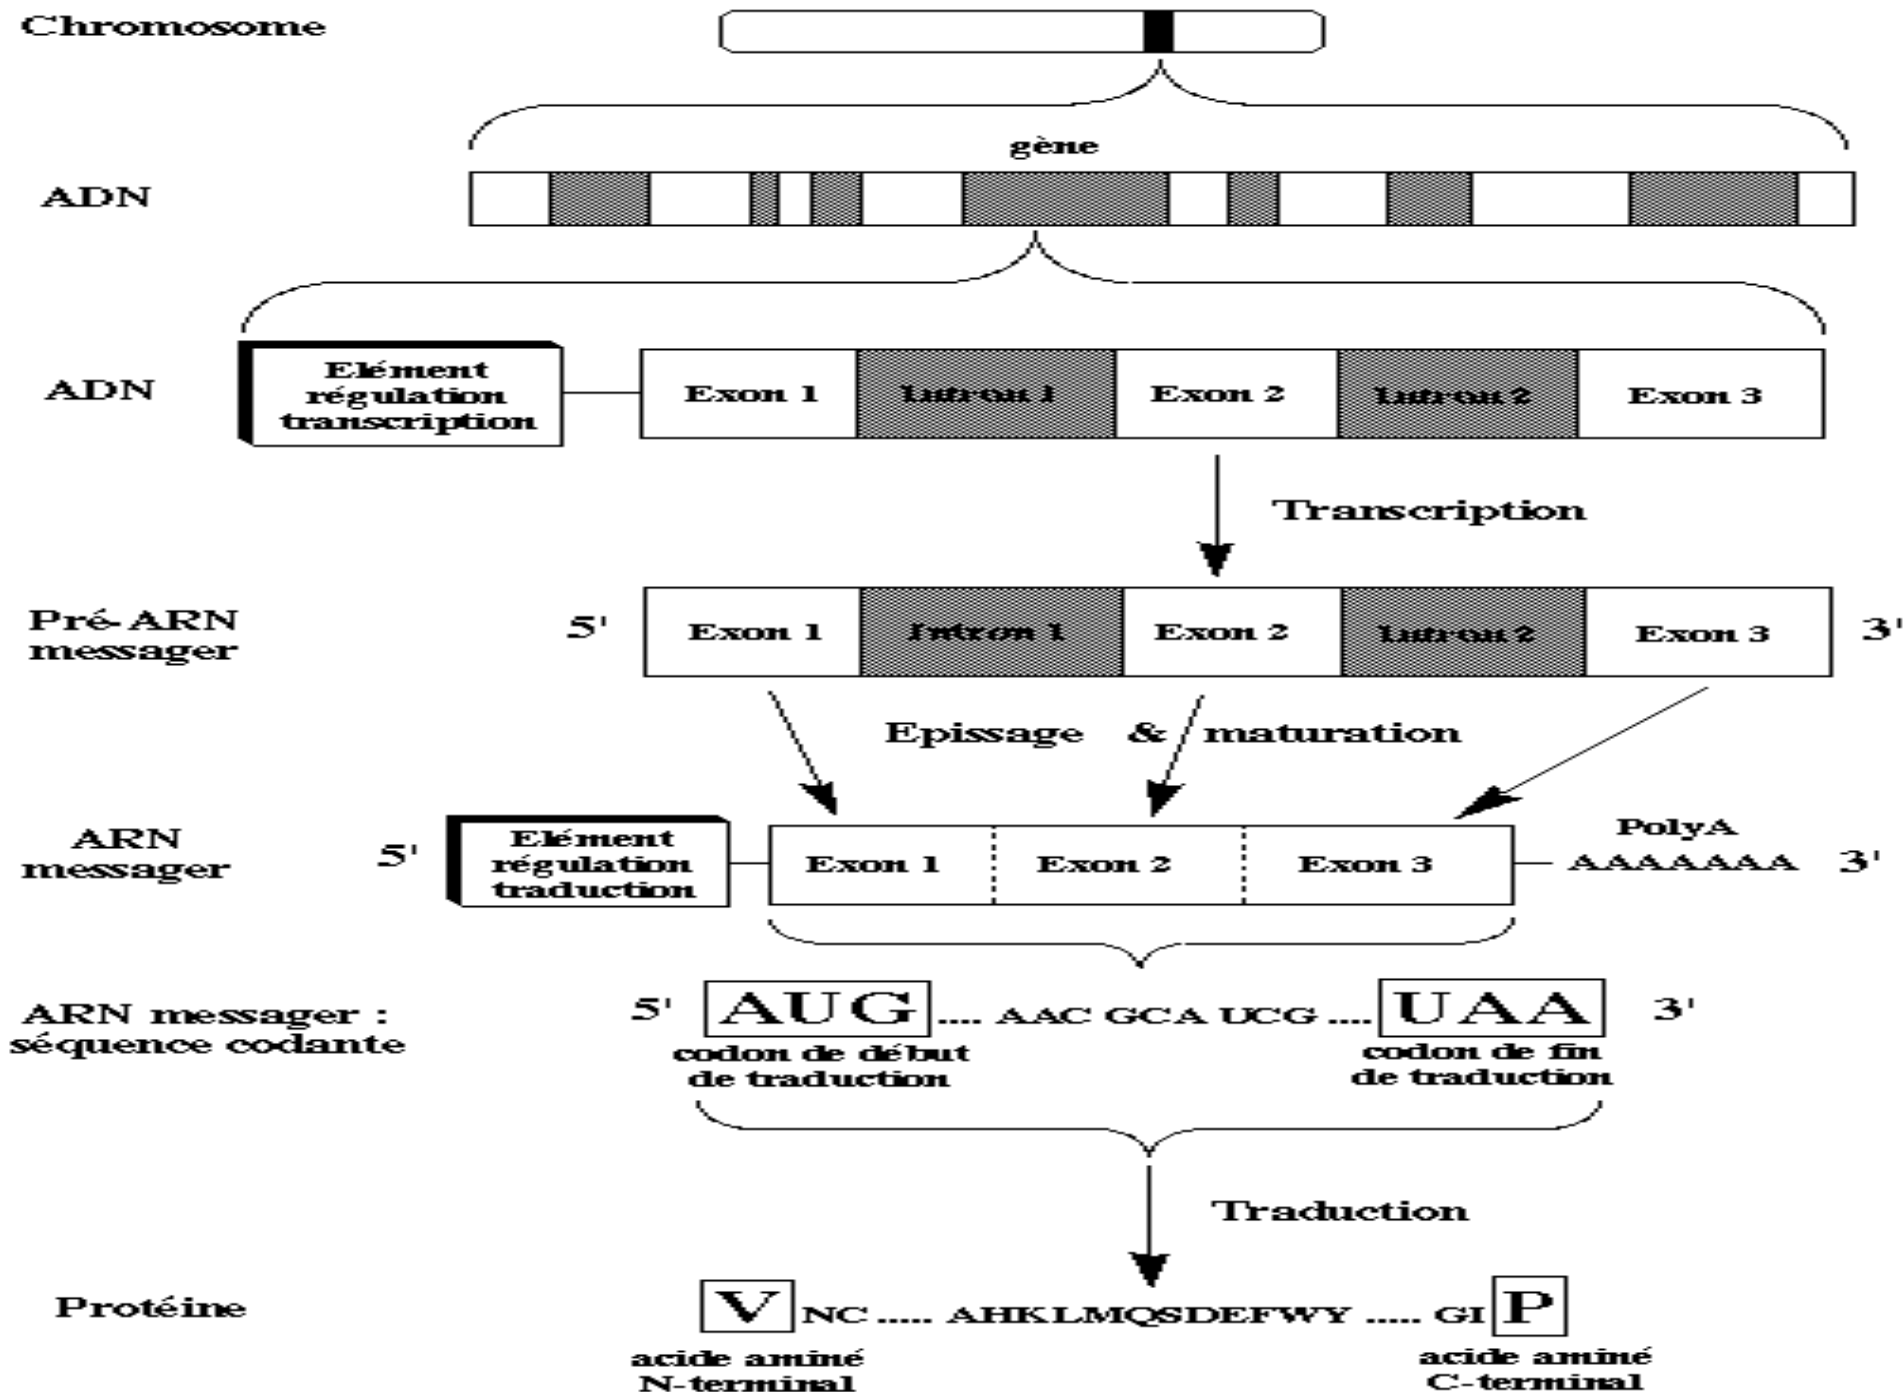 Chromosome
gène
ADN
ADN
Elément
régulation
transcription
Exon 1
Intron 1
Exon 2
Intron 2
Exon 3
Transcription
Pré-ARN
messager
5'
Exon 1
Intron 1
Exon 2
Intron 2
Exon 3
3'
Epissage & maturation
ARN
messager
5'
Elément
régulation
traduction
Exon 1
Exon 2
Exon 3
PolyA
AAAAAAA
3'
ARN messager :
séquence codante
5'
AUG .... AAC GCA UCG .... UAA
3'
codon de début
de traduction
codon de fin
de traduction
Traduction
Protéine
V NC ..... AHKLMQSDEFWY ..... GI P
acide aminé
N-terminal
acide aminé
C-terminal